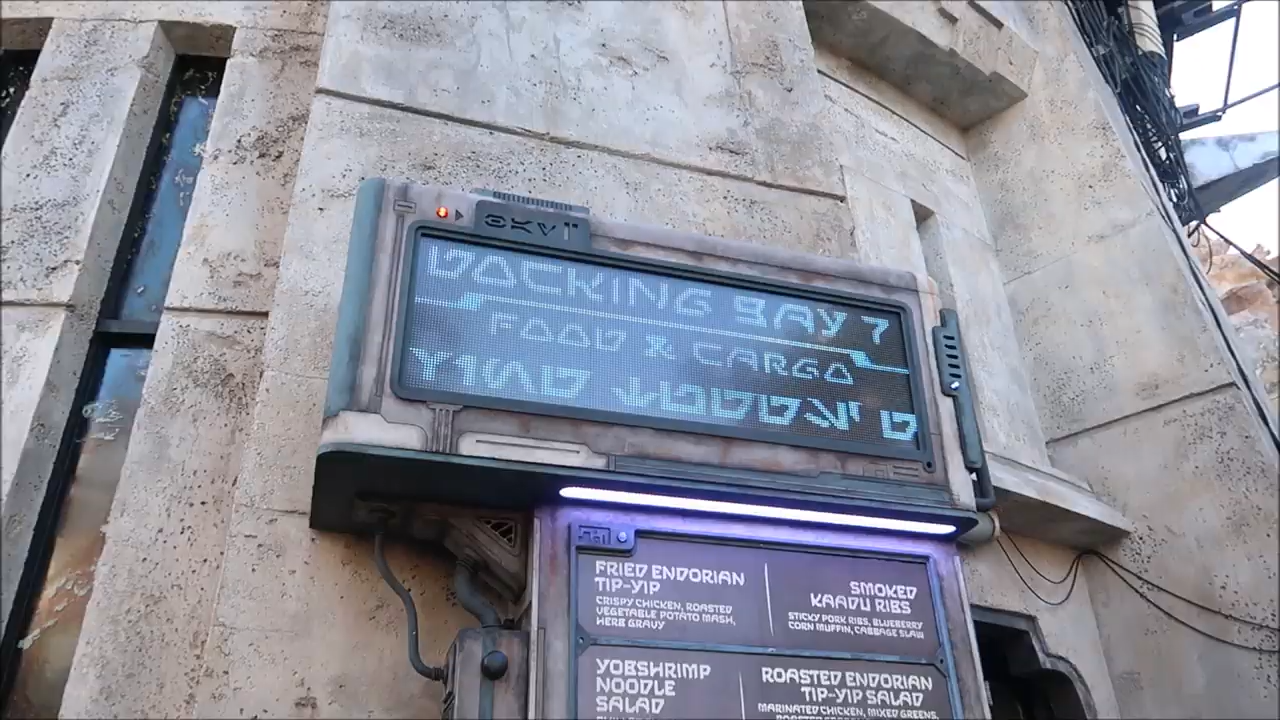 DOCKING BAY 7
FOOD & CARGO
FRIED ENDORIAN
TIP-YIP
CRISPY CHICKEN, ROASTED
VEGETABLE POTATO MASH,
HERB GRAVY
SMOKED
KAADU RIBS
STICKY PORK RIBS, BLUEBERRY
CORN MUFFIN, CABBAGE SLAW
YOBSHRIMP
NOODLE
SALAD
ROASTED ENDORIAN
TIP-YIP SALAD
MARINATED CHICKEN, MIXED GREENS,